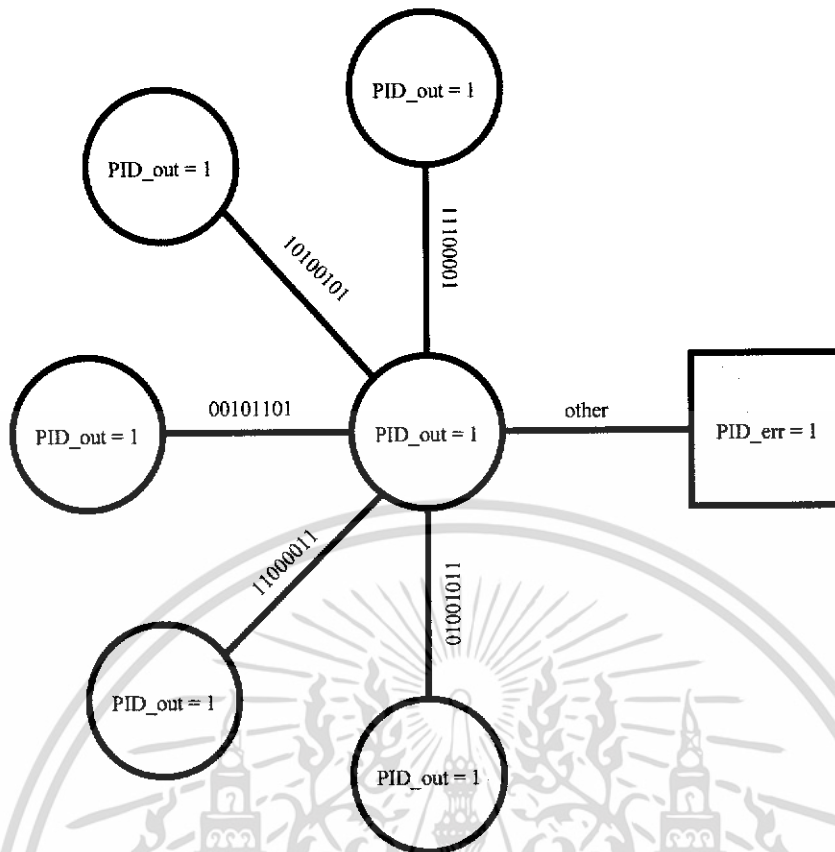 PID_out = 1
PID_out = 1
11100001
10100101
00101101
other
PID_out = 1
PID_out = 1
PID_err = 1
11000011
01001011
PID_out = 1
PID_out = 1